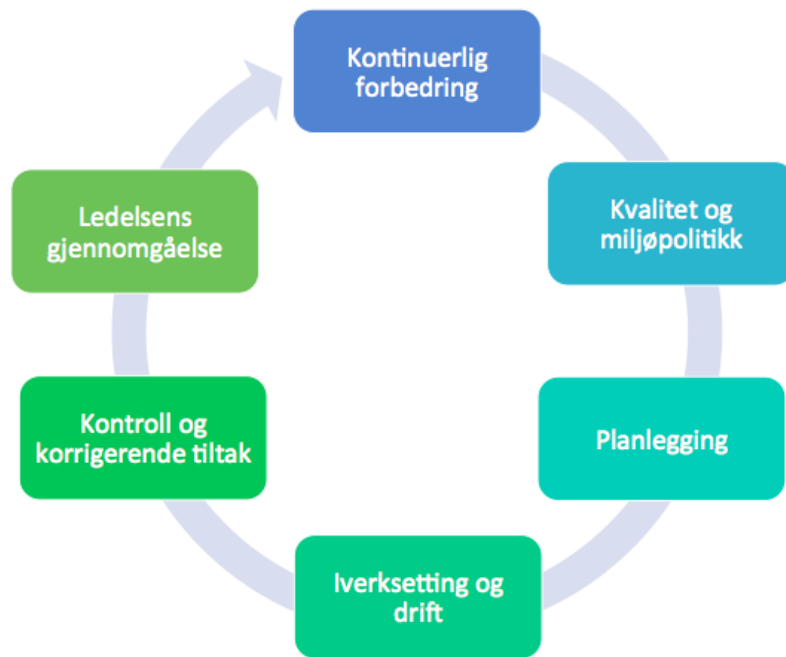 Kontinuerlig
forbedring
Kvalitet og
miljøpolitikk
Planlegging
Iverksetting og
drift
Kontroll og
korrigerende tiltak
Ledelsens
gjennomgåelse